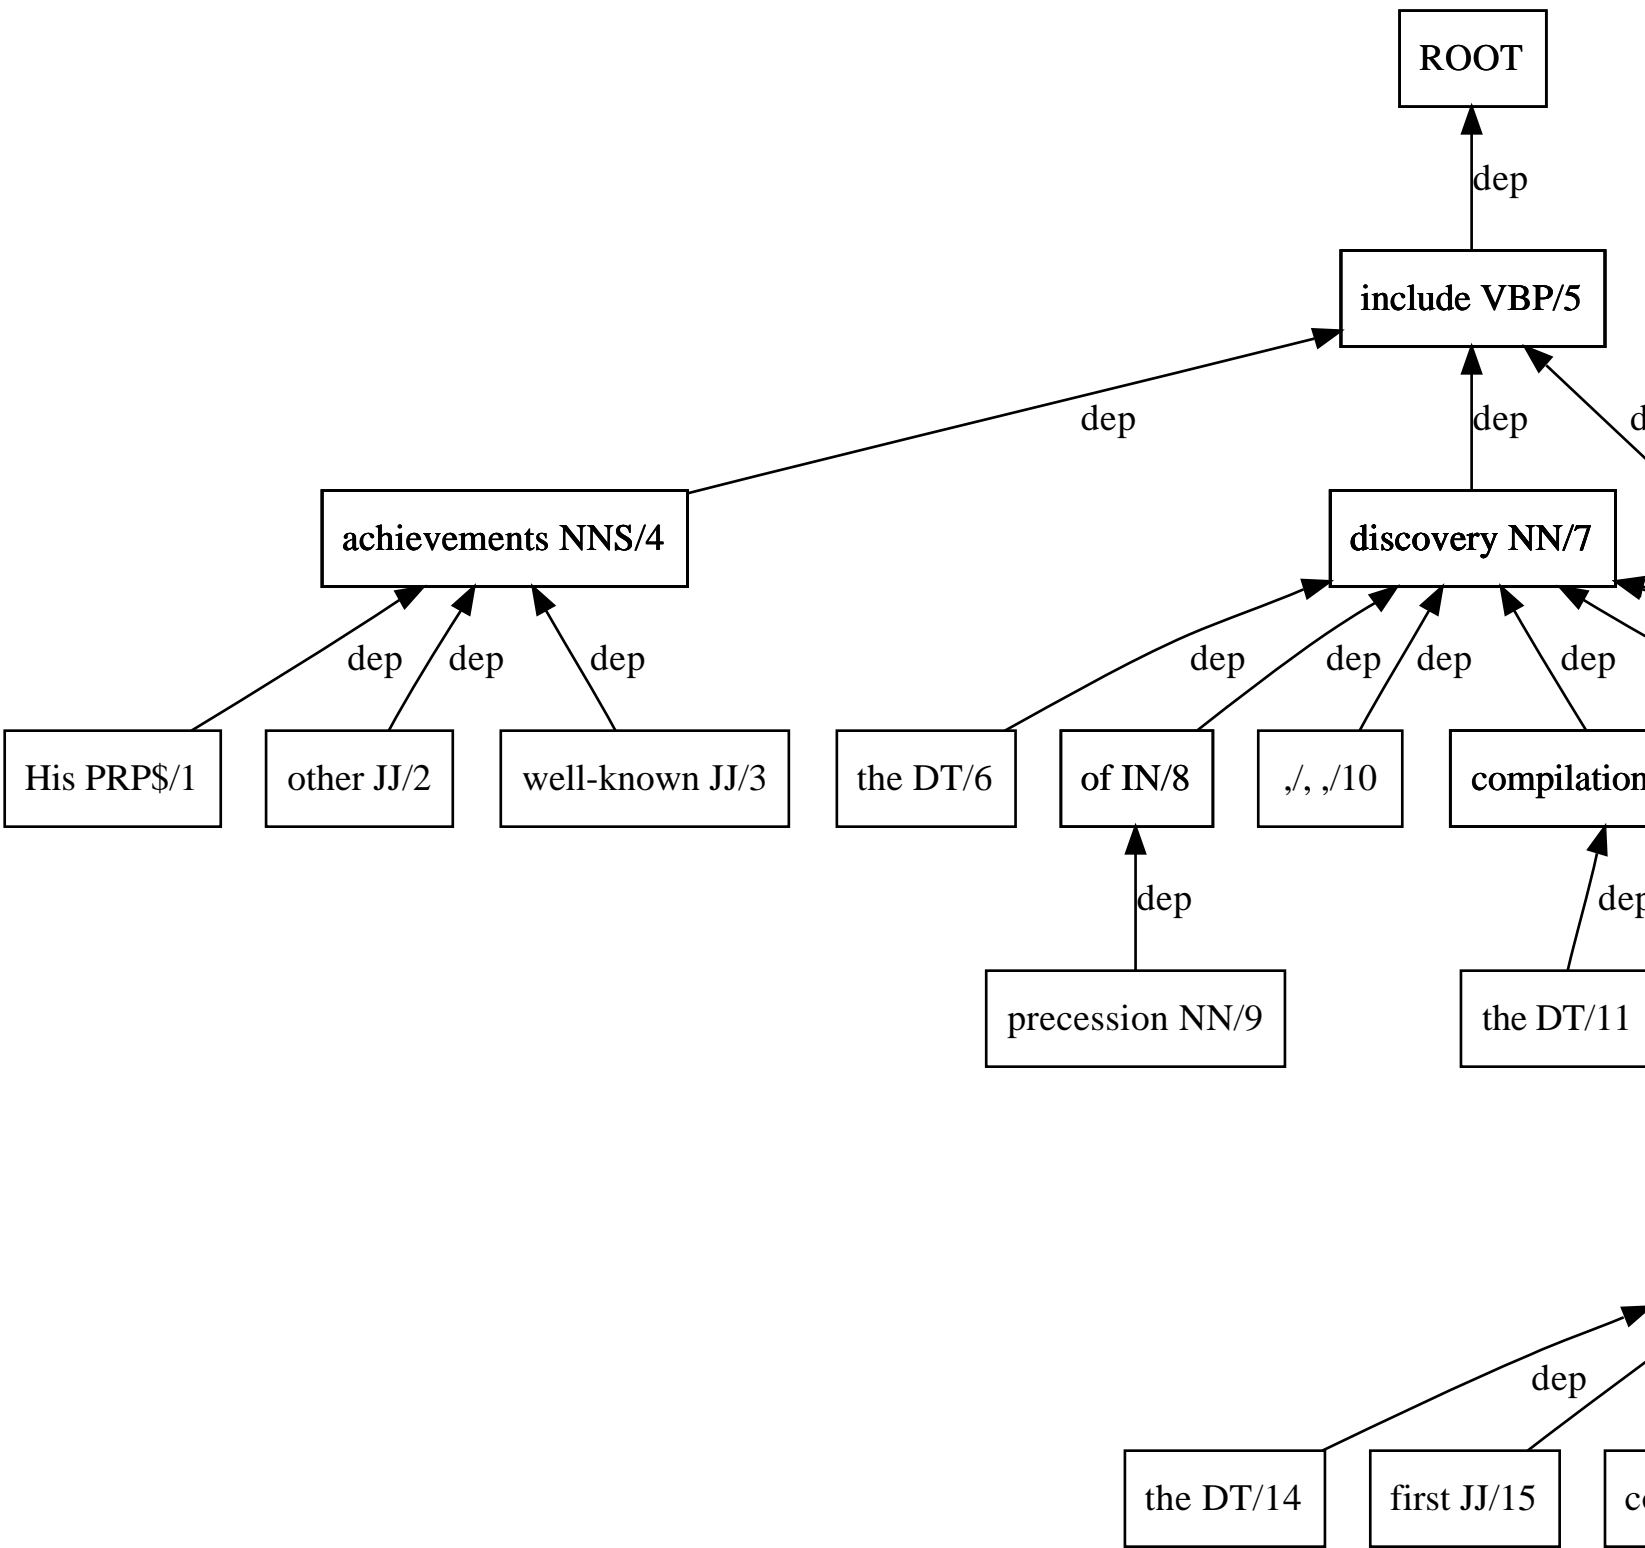 ROOT
dep
include VBP/5
dep dep d
achievements NNS/4 discovery NN/7
dep dep dep dep dep dep dep
His PRP$/1 other JJ/2 well-known JJ/3 the DT/6 of IN/8 ,/, ,/10 compilation
dep dep
precession NN/9 the DT/11
dep
the DT/14 first JJ/15 c